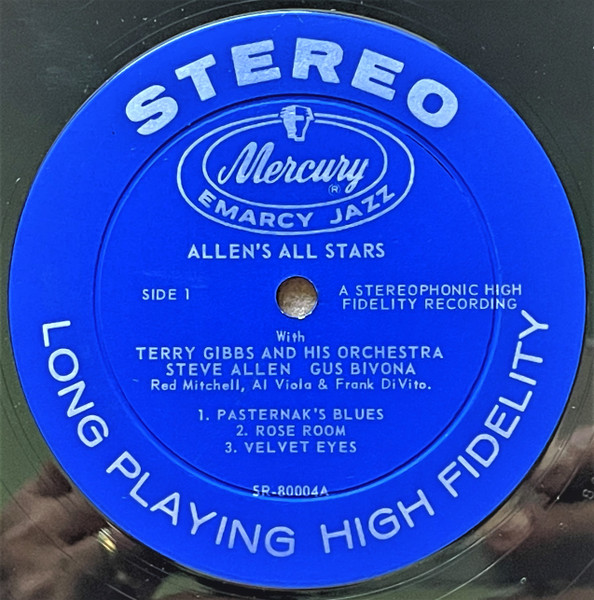 STEREO
Mercury
®
EMARCY JAZZ
ALLEN'S ALL STARS
SIDE 1
A STEREOPHONIC HIGH
FIDELITY RECORDING
With
TERRY GIBBS AND HIS ORCHESTRA
STEVE ALLEN GUS BIVONA
Red Mitchell, Al Viola & Frank DiVito.
1. PASTERNAK'S BLUES
2. ROSE ROOM
3. VELVET EYES
SR-80004A
LONG PLAYING HIGH FIDELITY